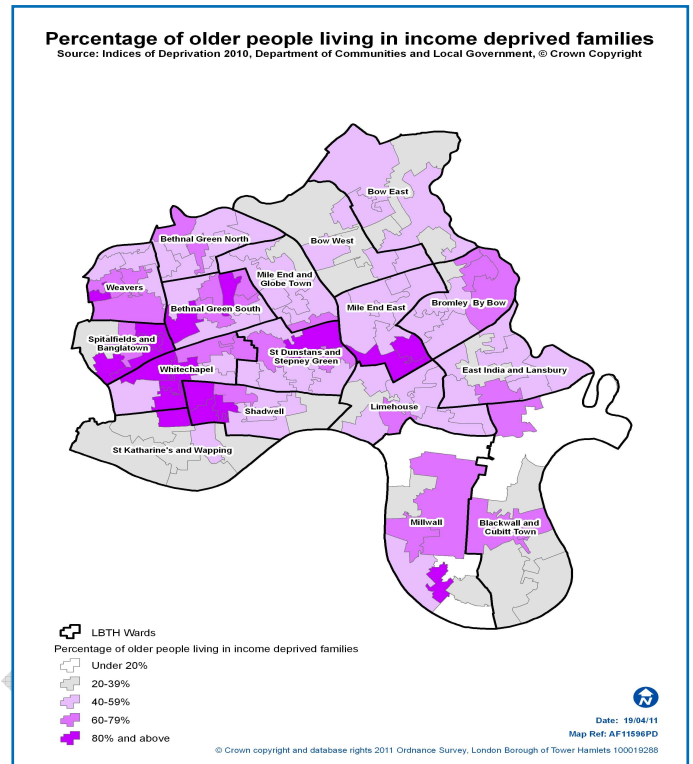 Percentage of older people living in income deprived families
Source: Indices of Deprivation 2010, Department of Communities and Local Government, © Crown Copyright
Bow East
Bethnal Green North
Bow West
Mile End and
Globe Town
Weavers
Bethnal Green South
Mile End East
Bromley_By Bow
Spitalfields and
Banglatown
St Dunstans and
Stepney Green
Whitechapel
East India and Lansbury
Limehouse
Shadwell
St Katharine's and Wapping
Millwall
Blackwall and
Cubitt Town
LBTH Wards
Percentage of older people living in income deprived families
Under 20%
20-39%
40-59%
60-79%
80% and above
N
Date: 19/04/11
Map Ref: AF11596PD
© Crown copyright and database rights 2011 Ordnance Survey, London Borough of Tower Hamlets 100019288